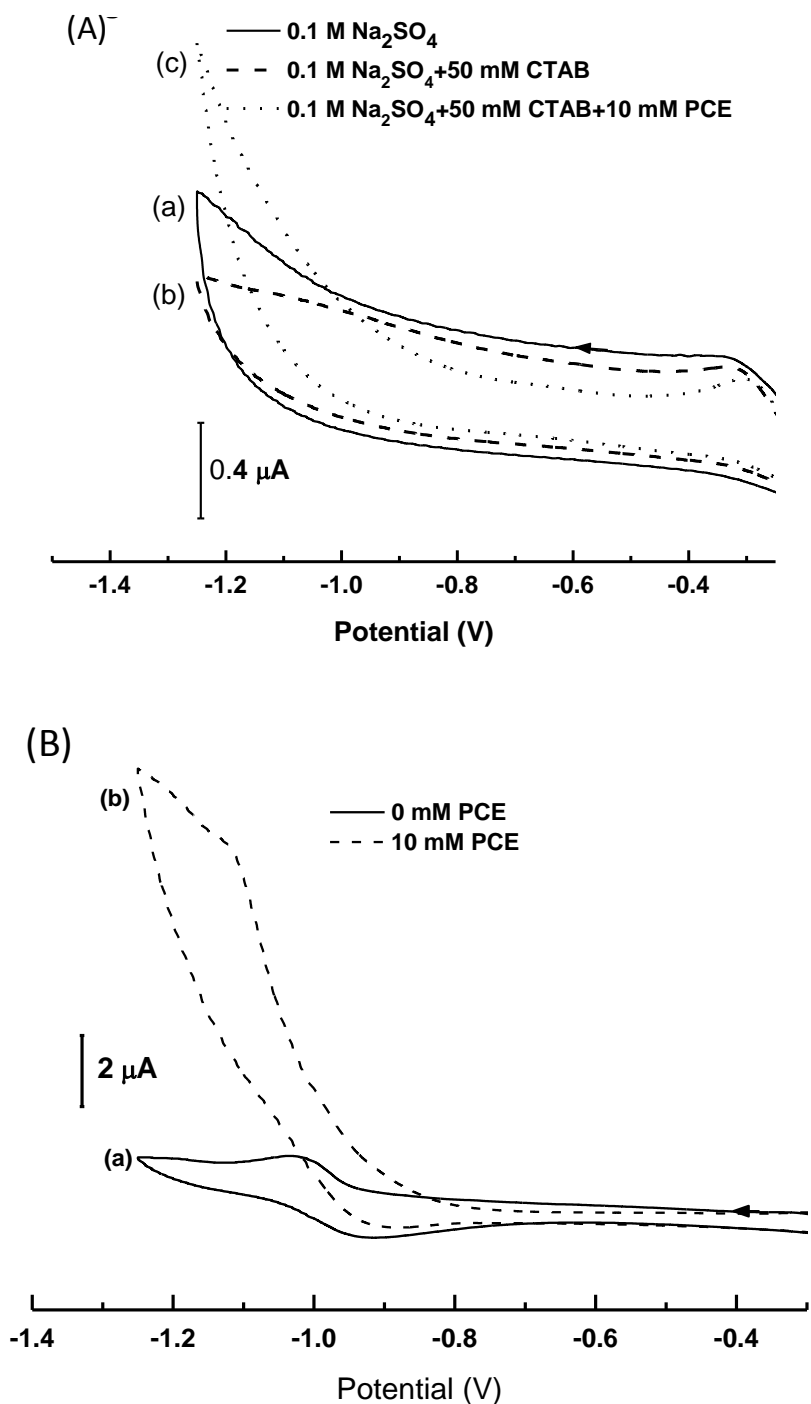 (A)
0.1 M Na₂SO₄
0.1 M Na₂SO₄+50 mM CTAB
0.1 M Na₂SO₄+50 mM CTAB+10 mM PCE
(c)
(a)
(b)
0.4 µA
-1.4 -1.2 -1.0 -0.8 -0.6 -0.4
Potential (V)
(B)
(b)
0 mM PCE
10 mM PCE
2 µA
(a)
-1.4 -1.2 -1.0 -0.8 -0.6 -0.4
Potential (V)